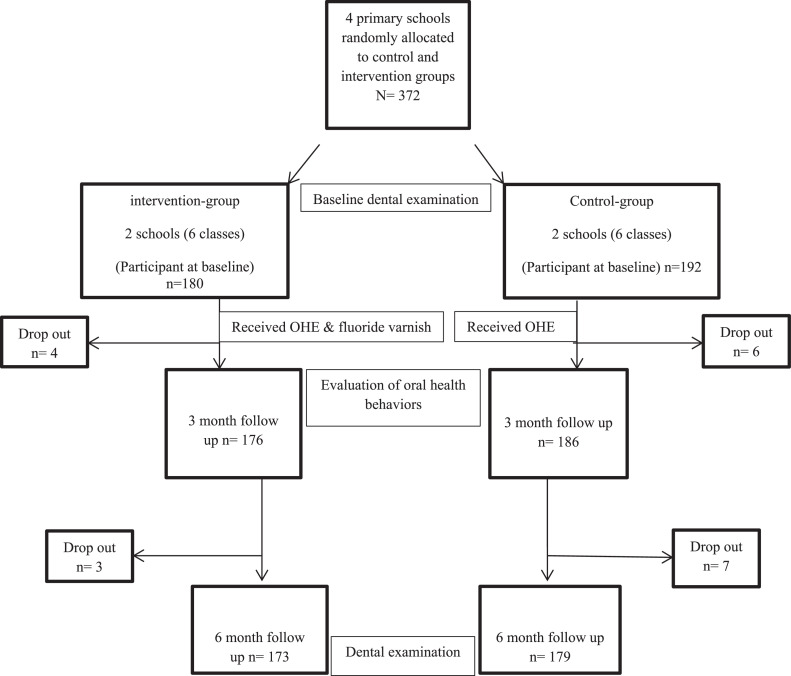 4 primary schools
randomly allocated
to control and
intervention groups
N= 372
intervention-group
2 schools (6 classes)
(Participant at baseline)
n=180
Baseline dental examination
Control-group
2 schools (6 classes)
(Participant at baseline) n=192
Drop out
n= 4
Received OHE & fluoride varnish
Received OHE
Drop out
n= 6
3 month follow
up n= 176
Evaluation of oral health
behaviors
3 month follow up
n= 186
Drop out
n= 3
Drop out
n= 7
6 month follow
up n= 173
Dental examination
6 month follow up
n= 179